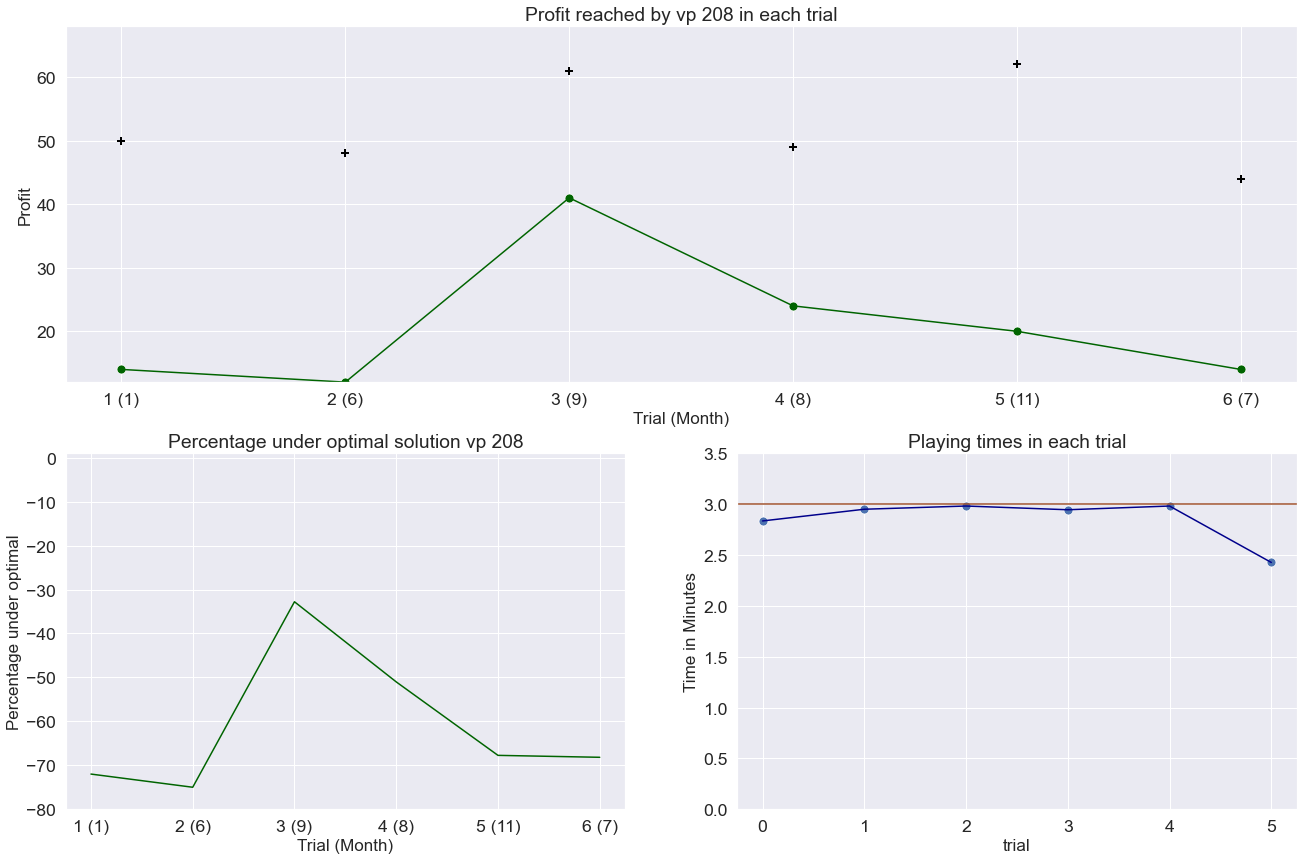 Profit reached by vp 208 in each trial
Profit
60
50
40
30
20
1 (1) 2 (6) 3 (9) 4 (8) 5 (11) 6 (7)
Trial (Month)
Percentage under optimal solution vp 208
Percentage under optimal
0
−10
−20
−30
−40
−50
−60
−70
−80
1 (1) 2 (6) 3 (9) 4 (8) 5 (11) 6 (7)
Trial (Month)
Playing times in each trial
Time in Minutes
3.5
3.0
2.5
2.0
1.5
1.0
0.5
0.0
0 1 2 3 4 5
trial